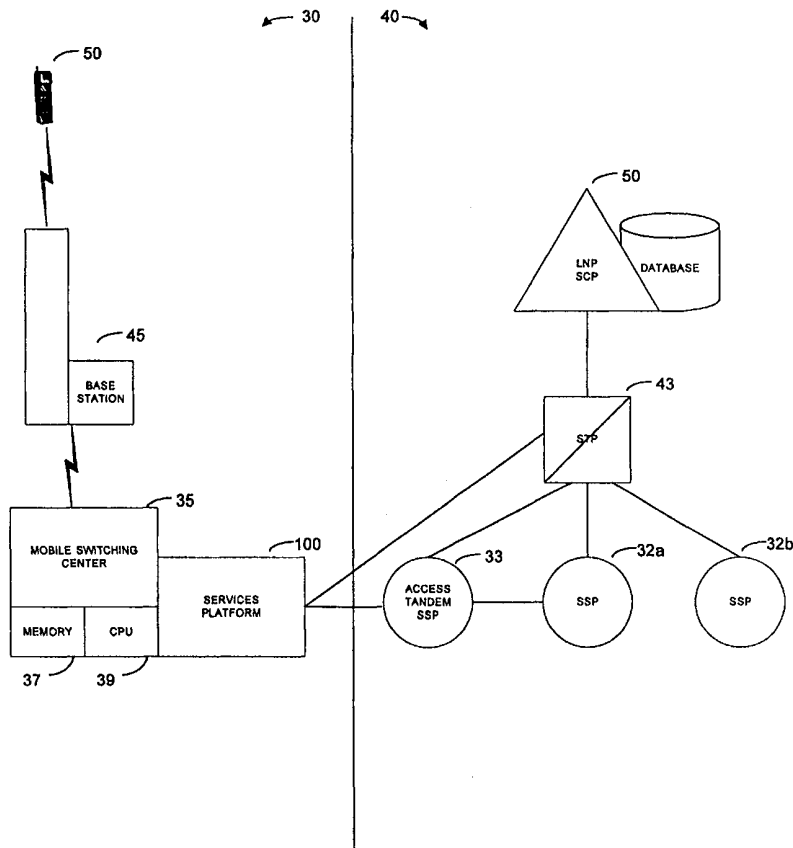 30
40
50
50
LNP
SCP
DATABASE
45
BASE
STATION
43
STP
35
MOBILE SWITCHING
CENTER
100
SERVICES
PLATFORM
33
32a
32b
ACCESS
TANDEM
SSP
SSP
SSP
MEMORY
CPU
37
39